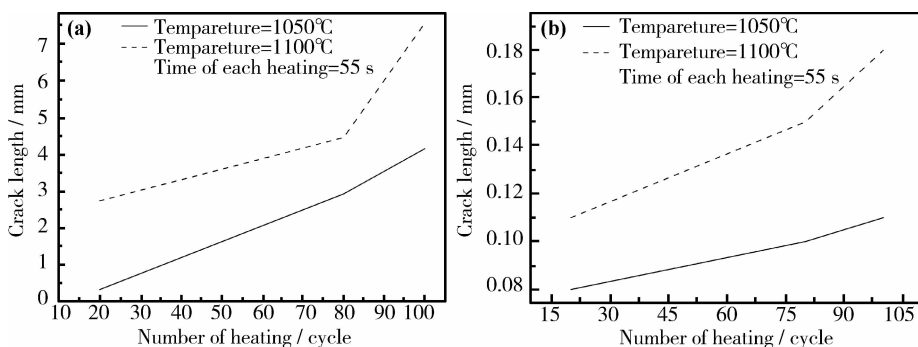 (a)
Tempareture=1050℃
Tempareture=1100℃
Time of each heating=55 s
Crack length / mm
7
6
5
4
3
2
1
0
10 20 30 40 50 60 70 80 90 100
Number of heating / cycle
(b)
Tempareture=1050℃
Tempareture=1100℃
Time of each heating=55 s
Crack length / mm
0.18
0.16
0.14
0.12
0.10
0.08
15 30 45 60 75 90 105
Number of heating / cycle